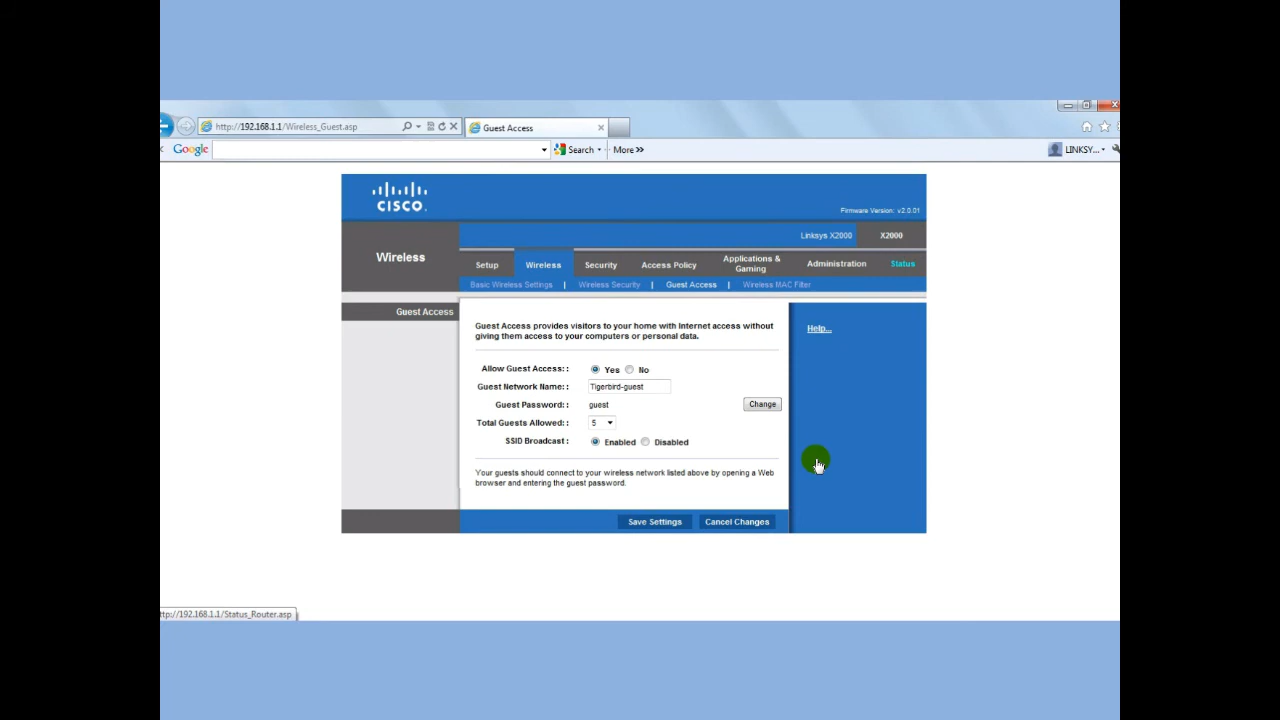 http://192.168.1.1/Wireless_Guest.asp
Guest Access
Google
Search
More »
LINKSY...
CISCO
Firmware Version: v2.0.01
Linksys X2000
X2000
Wireless
Setup
Wireless
Security
Access Policy
Applications &
Gaming
Administration
Status
Basic Wireless Settings | Wireless Security | Guest Access | Wireless MAC Filter
Guest Access
Guest Access provides visitors to your home with Internet access without
giving them access to your computers or personal data.
Help...
Allow Guest Access: : Yes No
Guest Network Name: : Tigerbird-guest
Guest Password: : guest Change
Total Guests Allowed: : 5
SSID Broadcast : Enabled Disabled
Your guests should connect to your wireless network listed above by opening a Web
browser and entering the guest password.
Save Settings Cancel Changes
ttp://192.168.1.1/Status_Router.asp